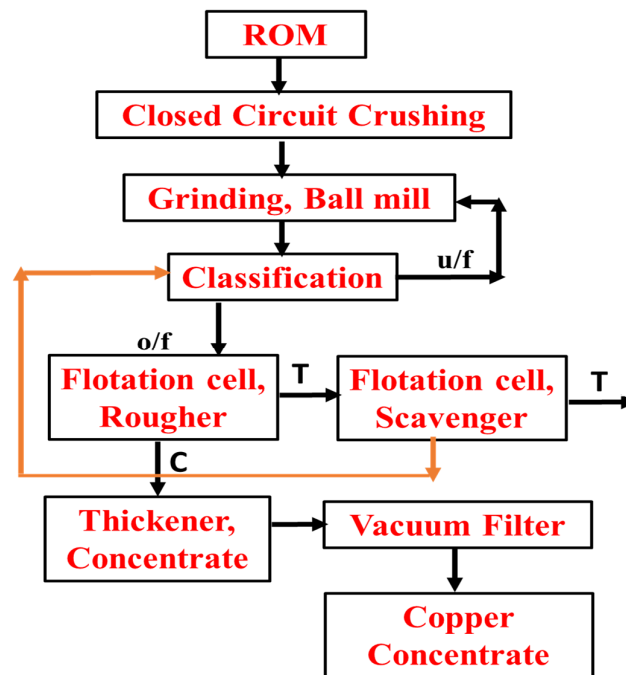 ROM
Closed Circuit Crushing
Grinding, Ball mill
Classification
u/f
o/f
Flotation cell,
Rougher
T
Flotation cell,
Scavenger
T
C
Thickener,
Concentrate
Vacuum Filter
Copper
Concentrate